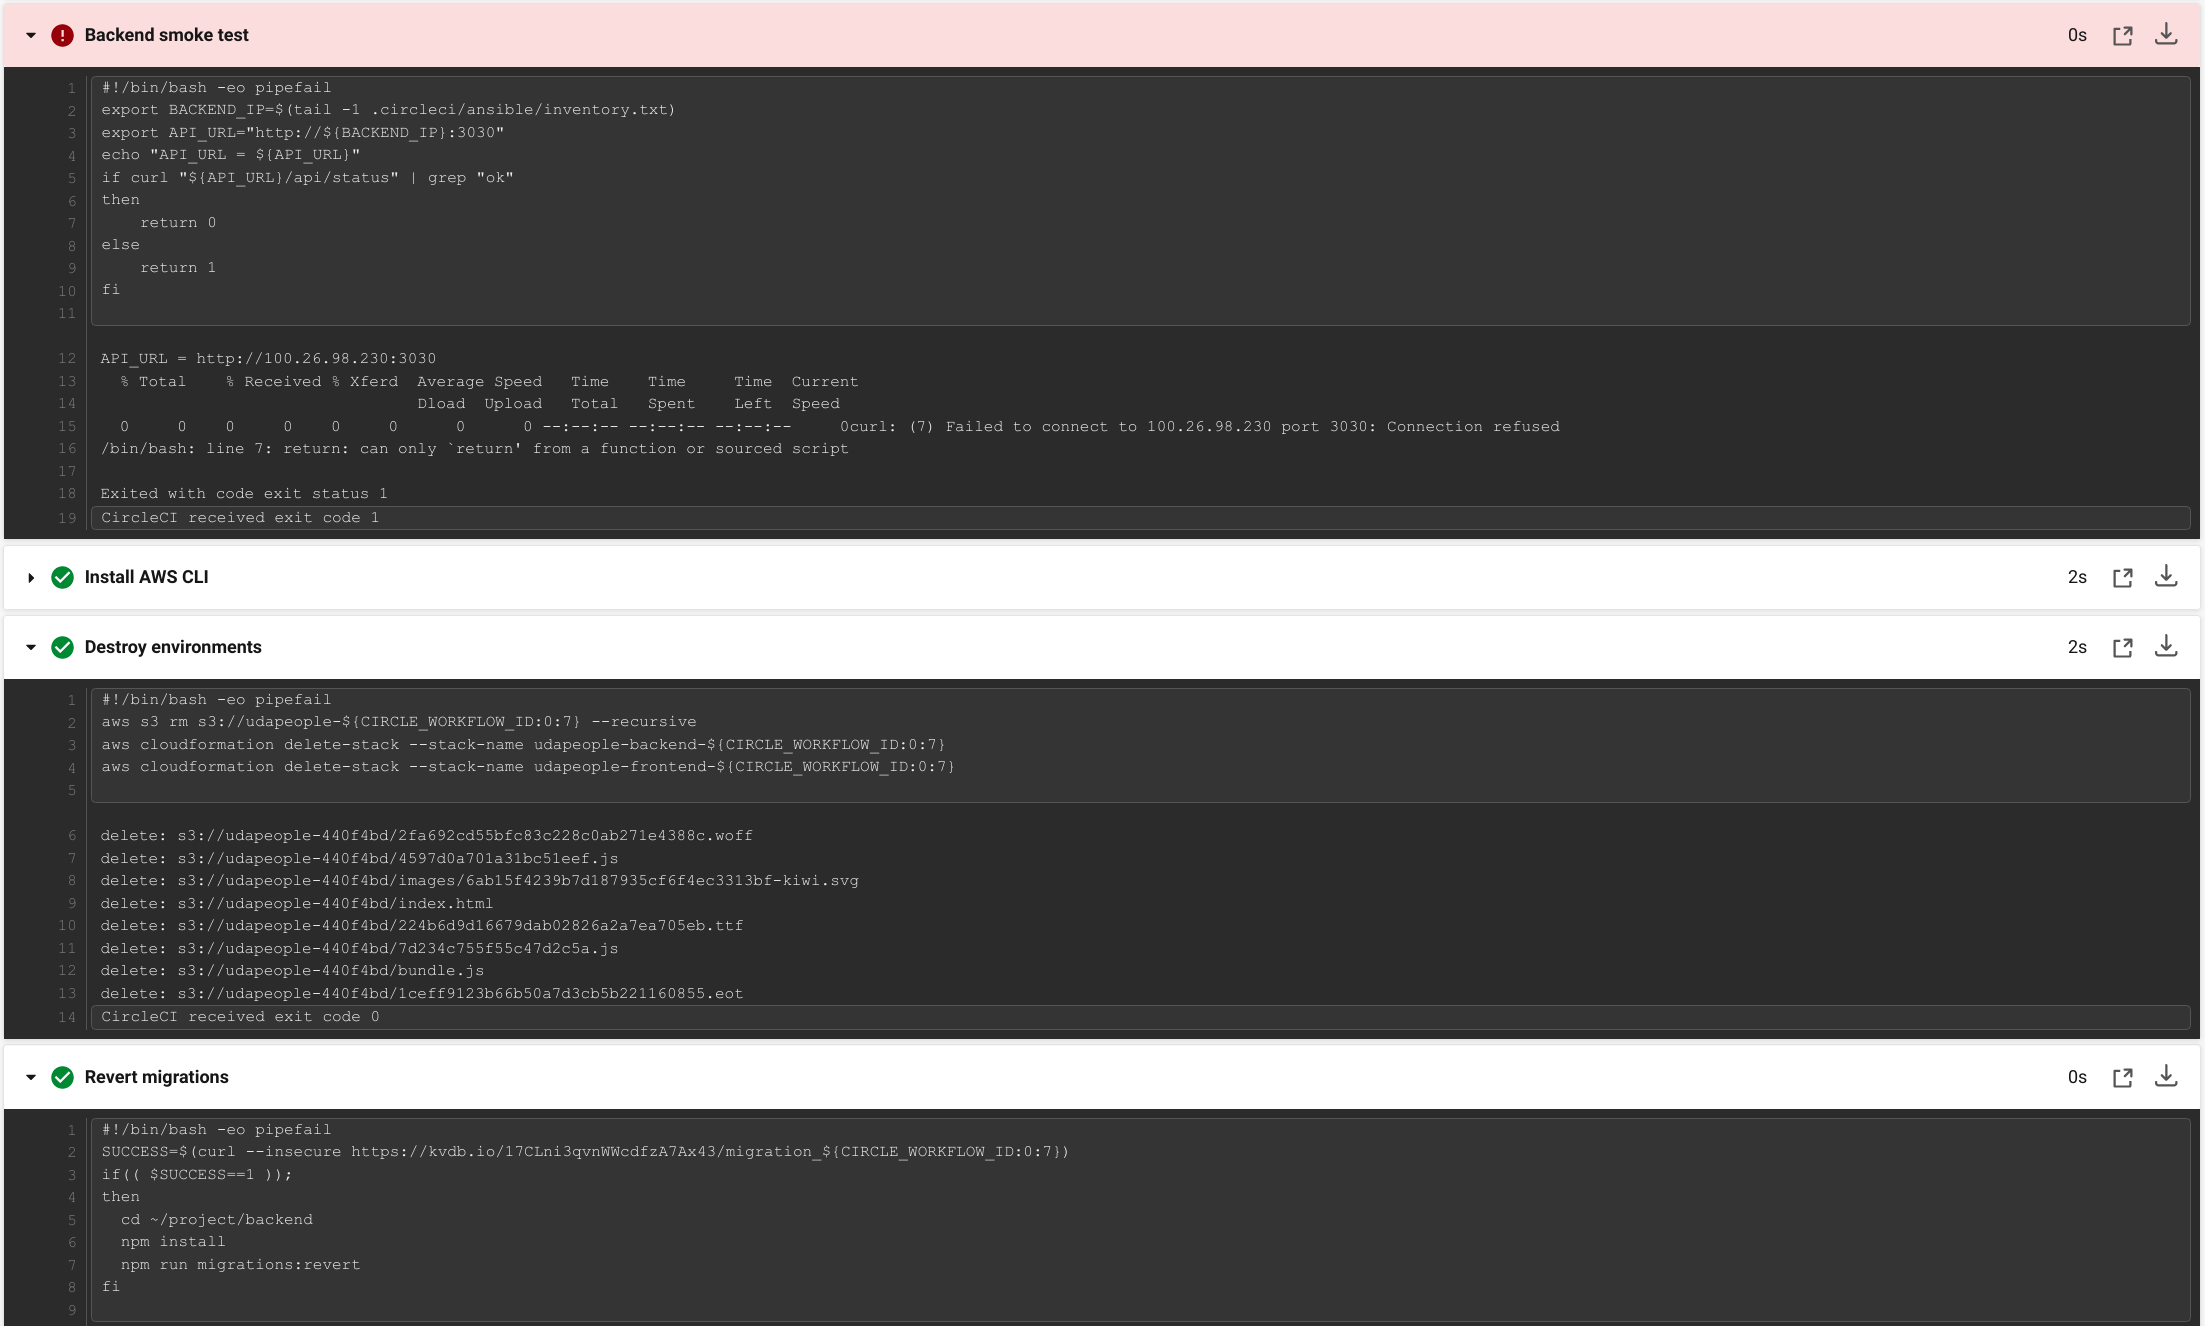 Backend smoke test 0s
1 #!/bin/bash -eo pipefail
2 export BACKEND_IP=$(tail -1 .circleci/ansible/inventory.txt)
3 export API_URL="http://${BACKEND_IP}:3030"
4 echo "API_URL = ${API_URL}"
5 if curl "${API_URL}/api/status" | grep "ok"
6 then
7     return 0
8 else
9     return 1
10 fi
11
12 API_URL = http://100.26.98.230:3030
13   % Total    % Received % Xferd  Average Speed   Time    Time     Time  Current
14                                  Dload  Upload   Total   Spent    Left  Speed
15   0     0    0     0    0     0      0      0 --:--:-- --:--:-- --:--:--     0curl: (7) Failed to connect to 100.26.98.230 port 3030: Connection refused
16 /bin/bash: line 7: return: can only `return' from a function or sourced script
17
18 Exited with code exit status 1
19 CircleCI received exit code 1
Install AWS CLI 2s
Destroy environments 2s
1 #!/bin/bash -eo pipefail
2 aws s3 rm s3://udapeople-${CIRCLE_WORKFLOW_ID:0:7} --recursive
3 aws cloudformation delete-stack --stack-name udapeople-backend-${CIRCLE_WORKFLOW_ID:0:7}
4 aws cloudformation delete-stack --stack-name udapeople-frontend-${CIRCLE_WORKFLOW_ID:0:7}
5
6 delete: s3://udapeople-440f4bd/2fa692cd55bfc83c228c0ab271e4388c.woff
7 delete: s3://udapeople-440f4bd/4597d0a701a31bc51eef.js
8 delete: s3://udapeople-440f4bd/images/6ab15f4239b7d187935cf6f4ec3313bf-kiwi.svg
9 delete: s3://udapeople-440f4bd/index.html
10 delete: s3://udapeople-440f4bd/224b6d9d16679dab02826a2a7ea705eb.ttf
11 delete: s3://udapeople-440f4bd/7d234c755f55c47d2c5a.js
12 delete: s3://udapeople-440f4bd/bundle.js
13 delete: s3://udapeople-440f4bd/1ceff9123b66b50a7d3cb5b221160855.eot
14 CircleCI received exit code 0
Revert migrations 0s
1 #!/bin/bash -eo pipefail
2 SUCCESS=$(curl --insecure https://kvdb.io/17CLni3qvnWWcdfzA7Ax43/migration_${CIRCLE_WORKFLOW_ID:0:7})
3 if(( $SUCCESS==1 ));
4 then
5   cd ~/project/backend
6   npm install
7   npm run migrations:revert
8 fi
9